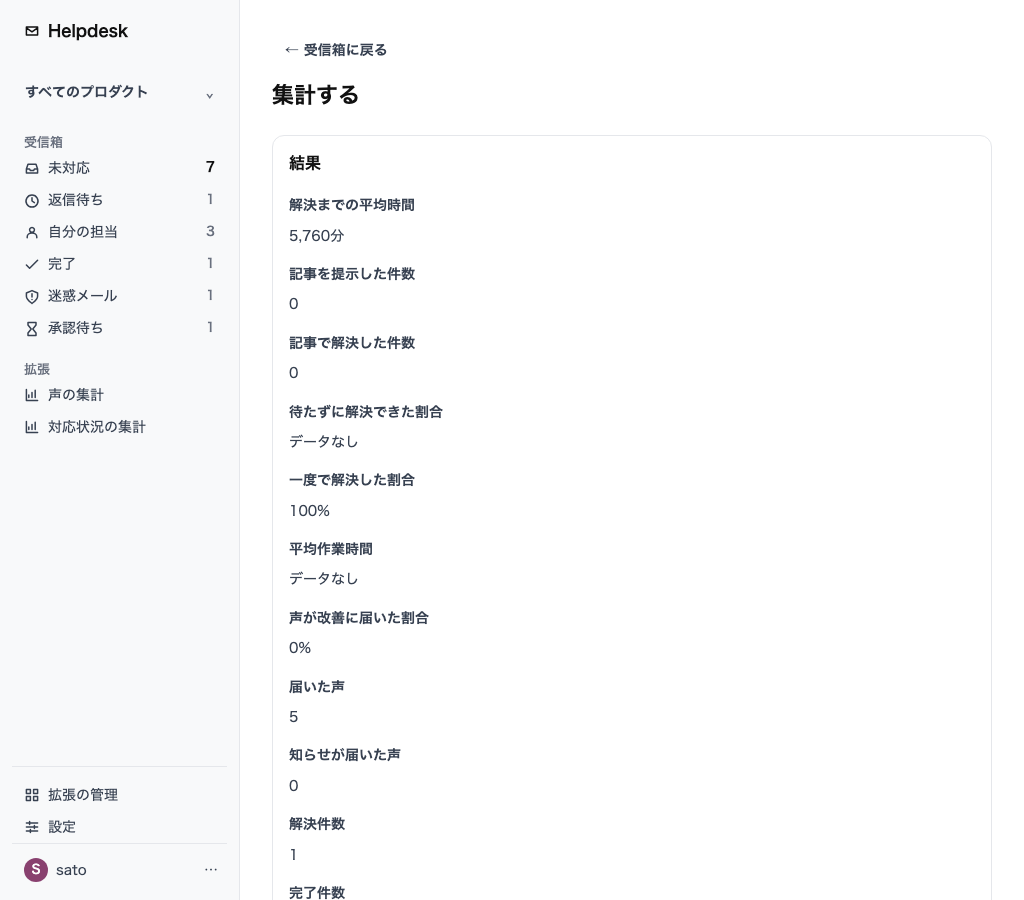 Helpdesk
すべてのプロダクト
受信箱
未対応 7
返信待ち 1
自分の担当 3
完了 1
迷惑メール 1
承認待ち 1
拡張
声の集計
対応状況の集計
拡張の管理
設定
S sato ...
← 受信箱に戻る
集計する
結果
解決までの平均時間
5,760分
記事を提示した件数
0
記事で解決した件数
0
待たずに解決できた割合
データなし
一度で解決した割合
100%
平均作業時間
データなし
声が改善に届いた割合
0%
届いた声
5
知らせが届いた声
0
解決件数
1
完了件数